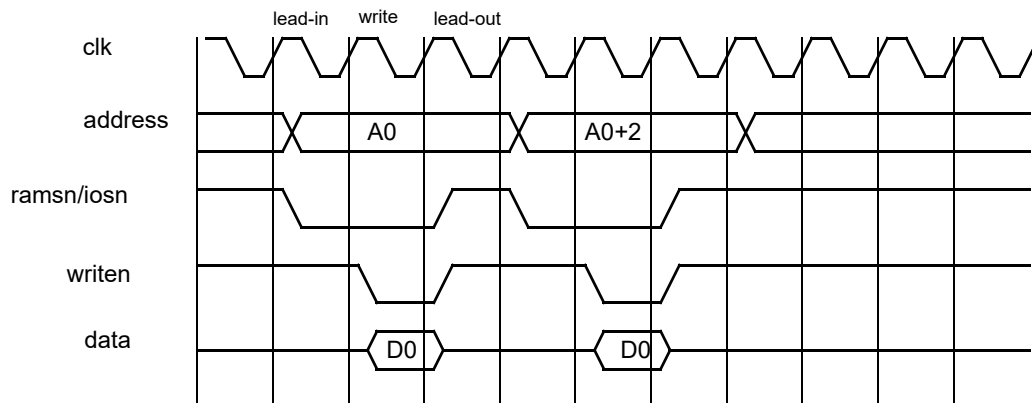 lead-in write lead-out
clk
address A0 A0+2
ramsn/iosn
writen
data D0 D0